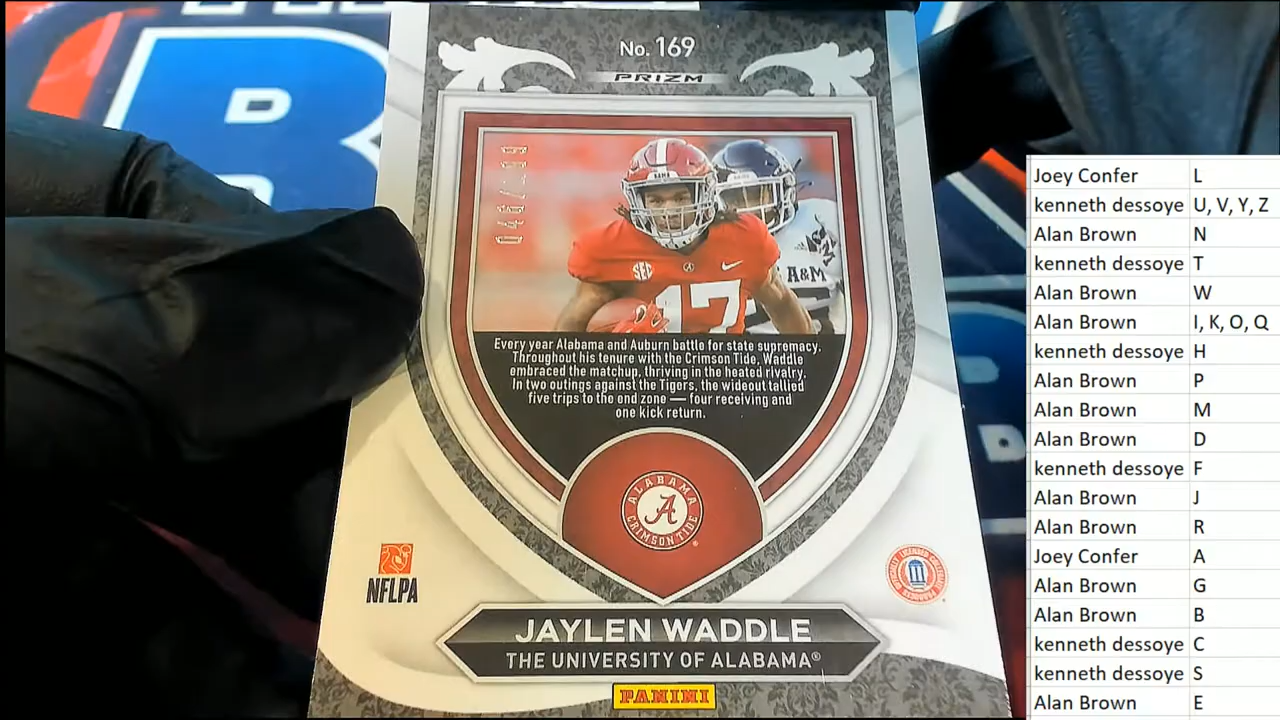 No. 169
PRIZM
BAMA
SEC
A
17
A&M
Every year Alabama and Auburn battle for state supremacy.
Throughout his tenure with the Crimson Tide, Waddle
embraced the matchup, thriving in the heated rivalry.
In two outings against the Tigers, the wideout tallied
five trips to the end zone — four receiving and
one kick return.
ALABAMA
A
CRIMSON TIDE
NFLPA
JAYLEN WADDLE
THE UNIVERSITY OF ALABAMA®
PANINI
Joey Confer L
kenneth dessoye U, V, Y, Z
Alan Brown N
kenneth dessoye T
Alan Brown W
Alan Brown I, K, O, Q
kenneth dessoye H
Alan Brown P
Alan Brown M
Alan Brown D
kenneth dessoye F
Alan Brown J
Alan Brown R
Joey Confer A
Alan Brown G
Alan Brown B
kenneth dessoye C
kenneth dessoye S
Alan Brown E